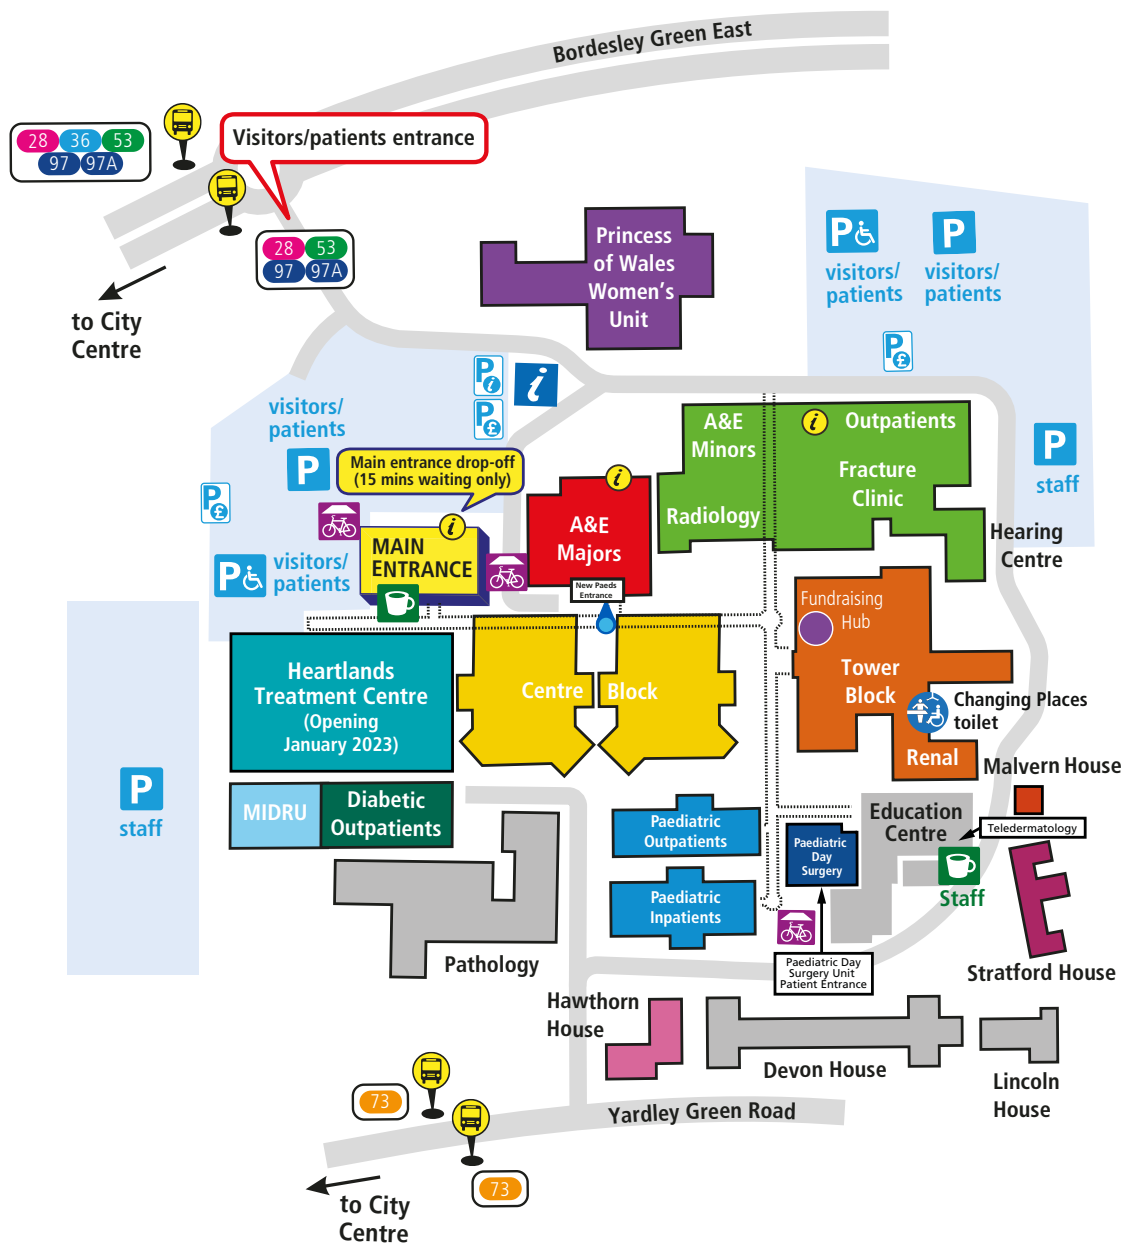 Bordesley Green East
28 36 53
97 97A
Visitors/patients entrance
28 53
97 97A
to City
Centre
Princess
of Wales
Women's
Unit
P
visitors/
patients
P
visitors/
patients
P
£
P
i
i
P
£
visitors/
patients
P
Main entrance drop-off
(15 mins waiting only)
P
£
i
MAIN
ENTRANCE
P
visitors/
patients
i
A&E
Majors
New Paeds
Entrance
A&E
Minors
i
Outpatients
Fracture
Clinic
Radiology
P
staff
Hearing
Centre
Fundraising
Hub
Tower
Block
Changing Places
toilet
Renal
Heartlands
Treatment Centre
(Opening
January 2023)
Centre Block
P
staff
MIDRU
Diabetic
Outpatients
Paediatric
Outpatients
Paediatric
Inpatients
Paediatric
Day
Surgery
Education
Centre
Malvern House
Teledermatology
Staff
Pathology
Paediatric Day
Surgery Unit
Patient Entrance
Stratford House
Hawthorn
House
Devon House
Lincoln
House
73
Yardley Green Road
73
to City
Centre